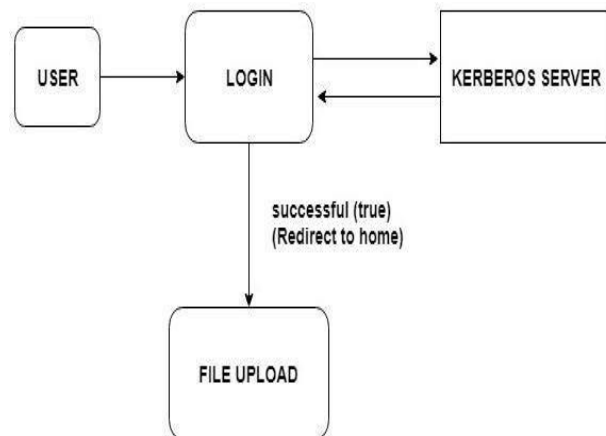 USER
LOGIN
KERBEROS SERVER
successful (true)
(Redirect to home)
FILE UPLOAD